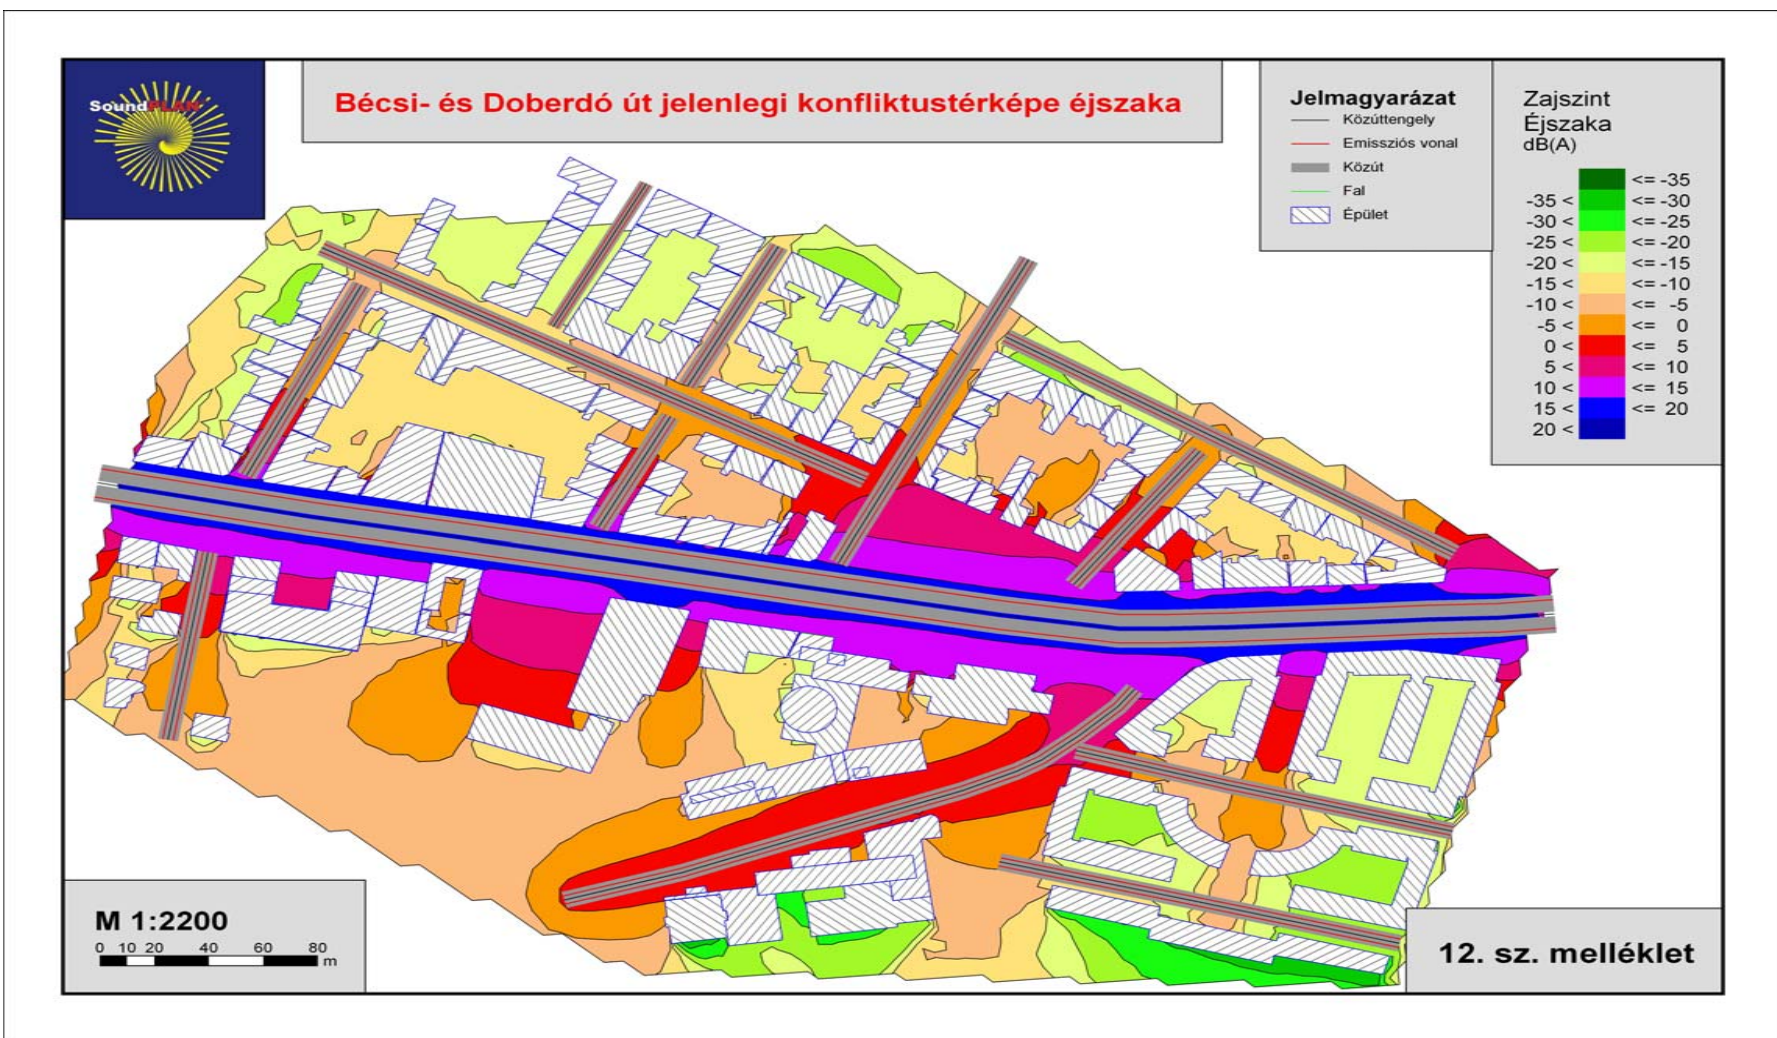 SoundPLAN
Bécsi- és Doberdó út jelenlegi konfliktustérképe éjszaka
Jelmagyarázat
Közúttengely
Emissziós vonal
Közút
Fal
Épület
Zajszint
Éjszaka
dB(A)
<= -35
-35 < <= -30
-30 < <= -25
-25 < <= -20
-20 < <= -15
-15 < <= -10
-10 < <= -5
-5 < <= 0
0 < <= 5
5 < <= 10
10 < <= 15
15 < <= 20
20 <
M 1:2200
0 10 20 40 60 80
m
12. sz. melléklet